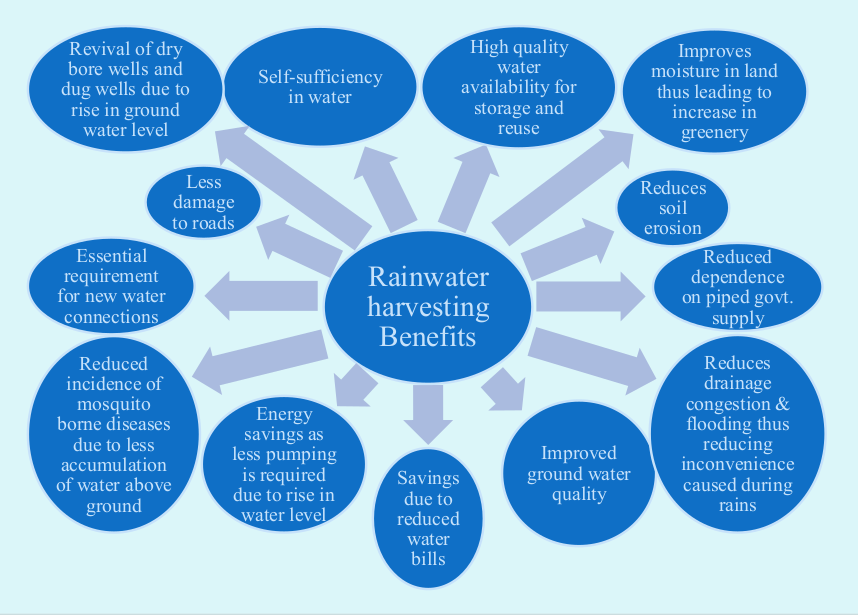 Revival of dry
bore wells and
dug wells due to
rise in ground
water level
Self-sufficiency
in water
High quality
water
availability for
storage and
reuse
Improves
moisture in land
thus leading to
increase in
greenery
Less
damage
to roads
Reduces
soil
erosion
Essential
requirement
for new water
connections
Rainwater
harvesting
Benefits
Reduced
dependence
on piped govt.
supply
Reduced
incidence of
mosquito
borne diseases
due to less
accumulation
of water above
ground
Energy
savings as
less pumping
is required
due to rise in
water level
Savings
due to
reduced
water
bills
Improved
ground water
quality
Reduces
drainage
congestion &
flooding thus
reducing
inconvenience
caused during
rains